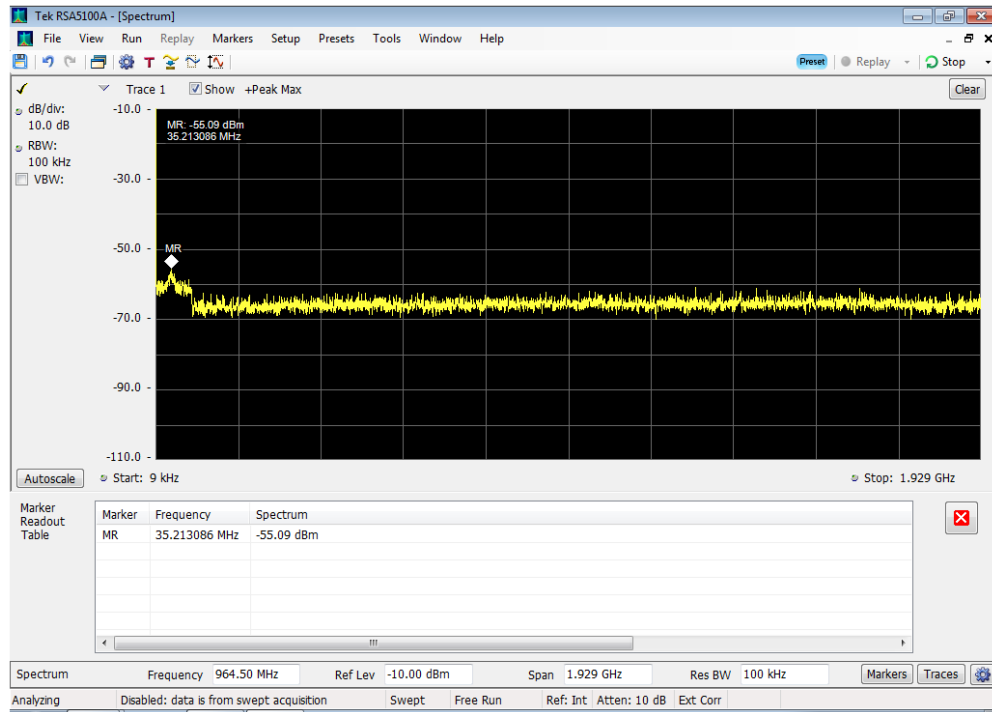 Tek RSA5100A - [Spectrum]
File View Run Replay Markers Setup Presets Tools Window Help
T Preset Replay Stop
Trace 1 Show +Peak Max Clear
dB/div:
10.0 dB
RBW:
100 kHz
VBW:
-10.0
-30.0
-50.0
-70.0
-90.0
-110.0
MR: -55.09 dBm
35.213086 MHz
MR
Autoscale Start: 9 kHz Stop: 1.929 GHz
Marker
Readout
Table
Marker Frequency Spectrum
MR 35.213086 MHz -55.09 dBm
Spectrum Frequency 964.50 MHz Ref Lev -10.00 dBm Span 1.929 GHz Res BW 100 kHz Markers Traces
Analyzing Disabled: data is from swept acquisition Swept Free Run Ref: Int Atten: 10 dB Ext Corr